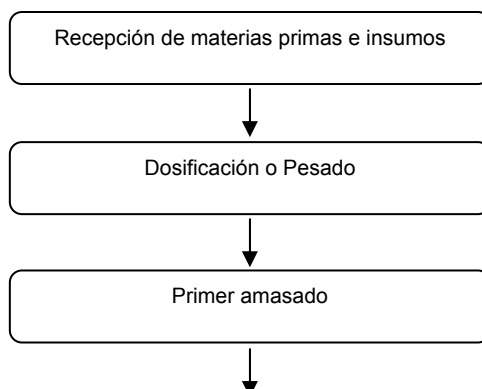 Recepción de materias primas e insumos
Dosificación o Pesado
Primer amasado